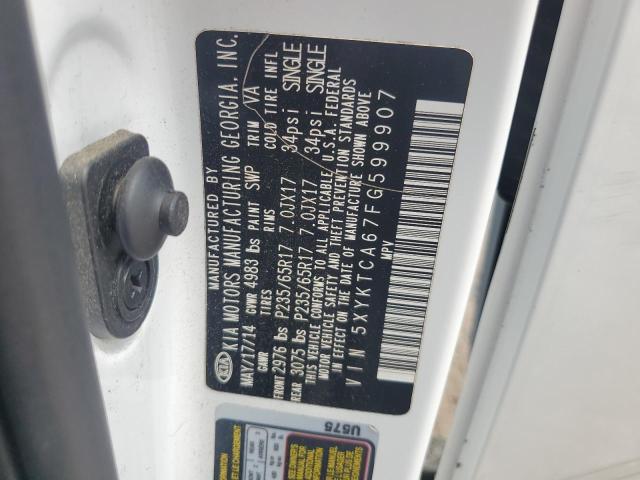 KIA
MANUFACTURED BY
KIA MOTORS MANUFACTURING GEORGIA, INC.
MAY/17/14 GVWR 4983 lbs PAINT SWP TRIM VA
GAWR TIRES RIMS COLD TIRE INFL
FRONT 2976 lbs P235/65R17 7.0JX17 34psi SINGLE
REAR 3075 lbs P235/65R17 7.0JX17 34psi SINGLE
THIS VEHICLE CONFORMS TO ALL APPLICABLE U.S.A. FEDERAL
MOTOR VEHICLE SAFETY AND THEFT PREVENTION STANDARDS
IN EFFECT ON THE DATE OF MANUFACTURE SHOWN ABOVE.
VIN 5XYKTCA67FG599907
MPV
U575